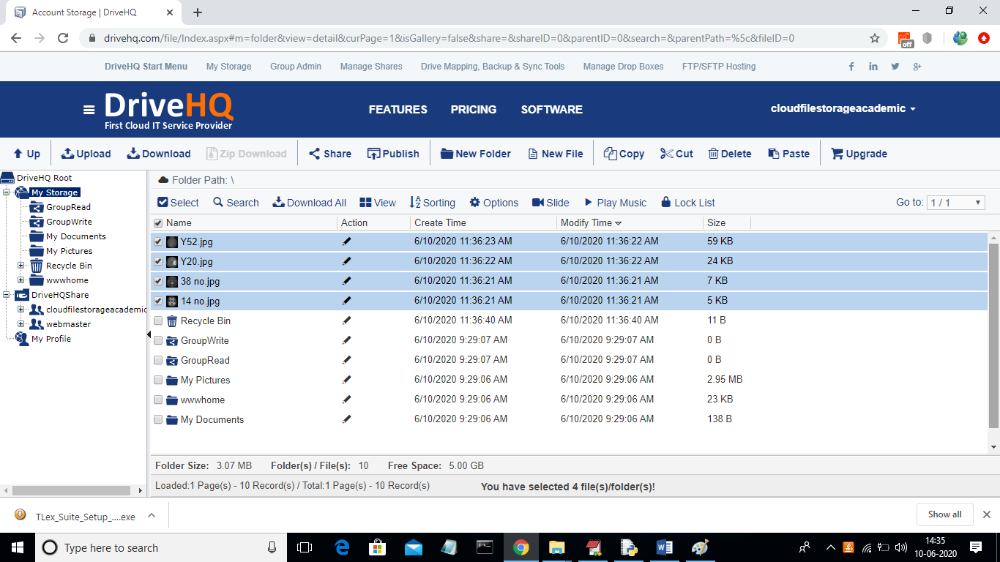 Account Storage | DriveHQ
drivehq.com/file/Index.aspx#m=folder&view=detail&curPage=1&isGallery=false&share=&shareID=0&parentID=0&search=&parentPath=%5c&fileID=0
off
DriveHQ Start Menu My Storage Group Admin Manage Shares Drive Mapping, Backup & Sync Tools Manage Drop Boxes FTP/SFTP Hosting
DriveHQ
First Cloud IT Service Provider
FEATURES PRICING SOFTWARE
cloudfilestorageacademic
Up Upload Download Zip Download Share Publish New Folder New File Copy Cut Delete Paste Upgrade
DriveHQ Root
My Storage
GroupRead
GroupWrite
My Documents
My Pictures
Recycle Bin
wwwhome
DriveHQShare
cloudfilestorageacademic
webmaster
My Profile
Folder Path: \
Select Search Download All View Sorting Options Slide Play Music Lock List Go to: 1 / 1
Name Action Create Time Modify Time Size
Y52.jpg 6/10/2020 11:36:23 AM 6/10/2020 11:36:22 AM 59 KB
Y20.jpg 6/10/2020 11:36:22 AM 6/10/2020 11:36:22 AM 24 KB
38 no.jpg 6/10/2020 11:36:21 AM 6/10/2020 11:36:21 AM 7 KB
14 no.jpg 6/10/2020 11:36:21 AM 6/10/2020 11:36:21 AM 5 KB
Recycle Bin 6/10/2020 11:36:40 AM 6/10/2020 11:36:40 AM 11 B
GroupWrite 6/10/2020 9:29:07 AM 6/10/2020 9:29:07 AM 0 B
GroupRead 6/10/2020 9:29:07 AM 6/10/2020 9:29:07 AM 0 B
My Pictures 6/10/2020 9:29:06 AM 6/10/2020 9:29:06 AM 2.95 MB
wwwhome 6/10/2020 9:29:06 AM 6/10/2020 9:29:06 AM 23 KB
My Documents 6/10/2020 9:29:06 AM 6/10/2020 9:29:06 AM 138 B
Folder Size: 3.07 MB Folder(s) / File(s): 10 Free Space: 5.00 GB
Loaded:1 Page(s) - 10 Record(s) / Total:1 Page(s) - 10 Record(s) You have selected 4 file(s)/folder(s)!
TLex_Suite_Setup_....exe Show all
Type here to search
14:35
10-06-2020